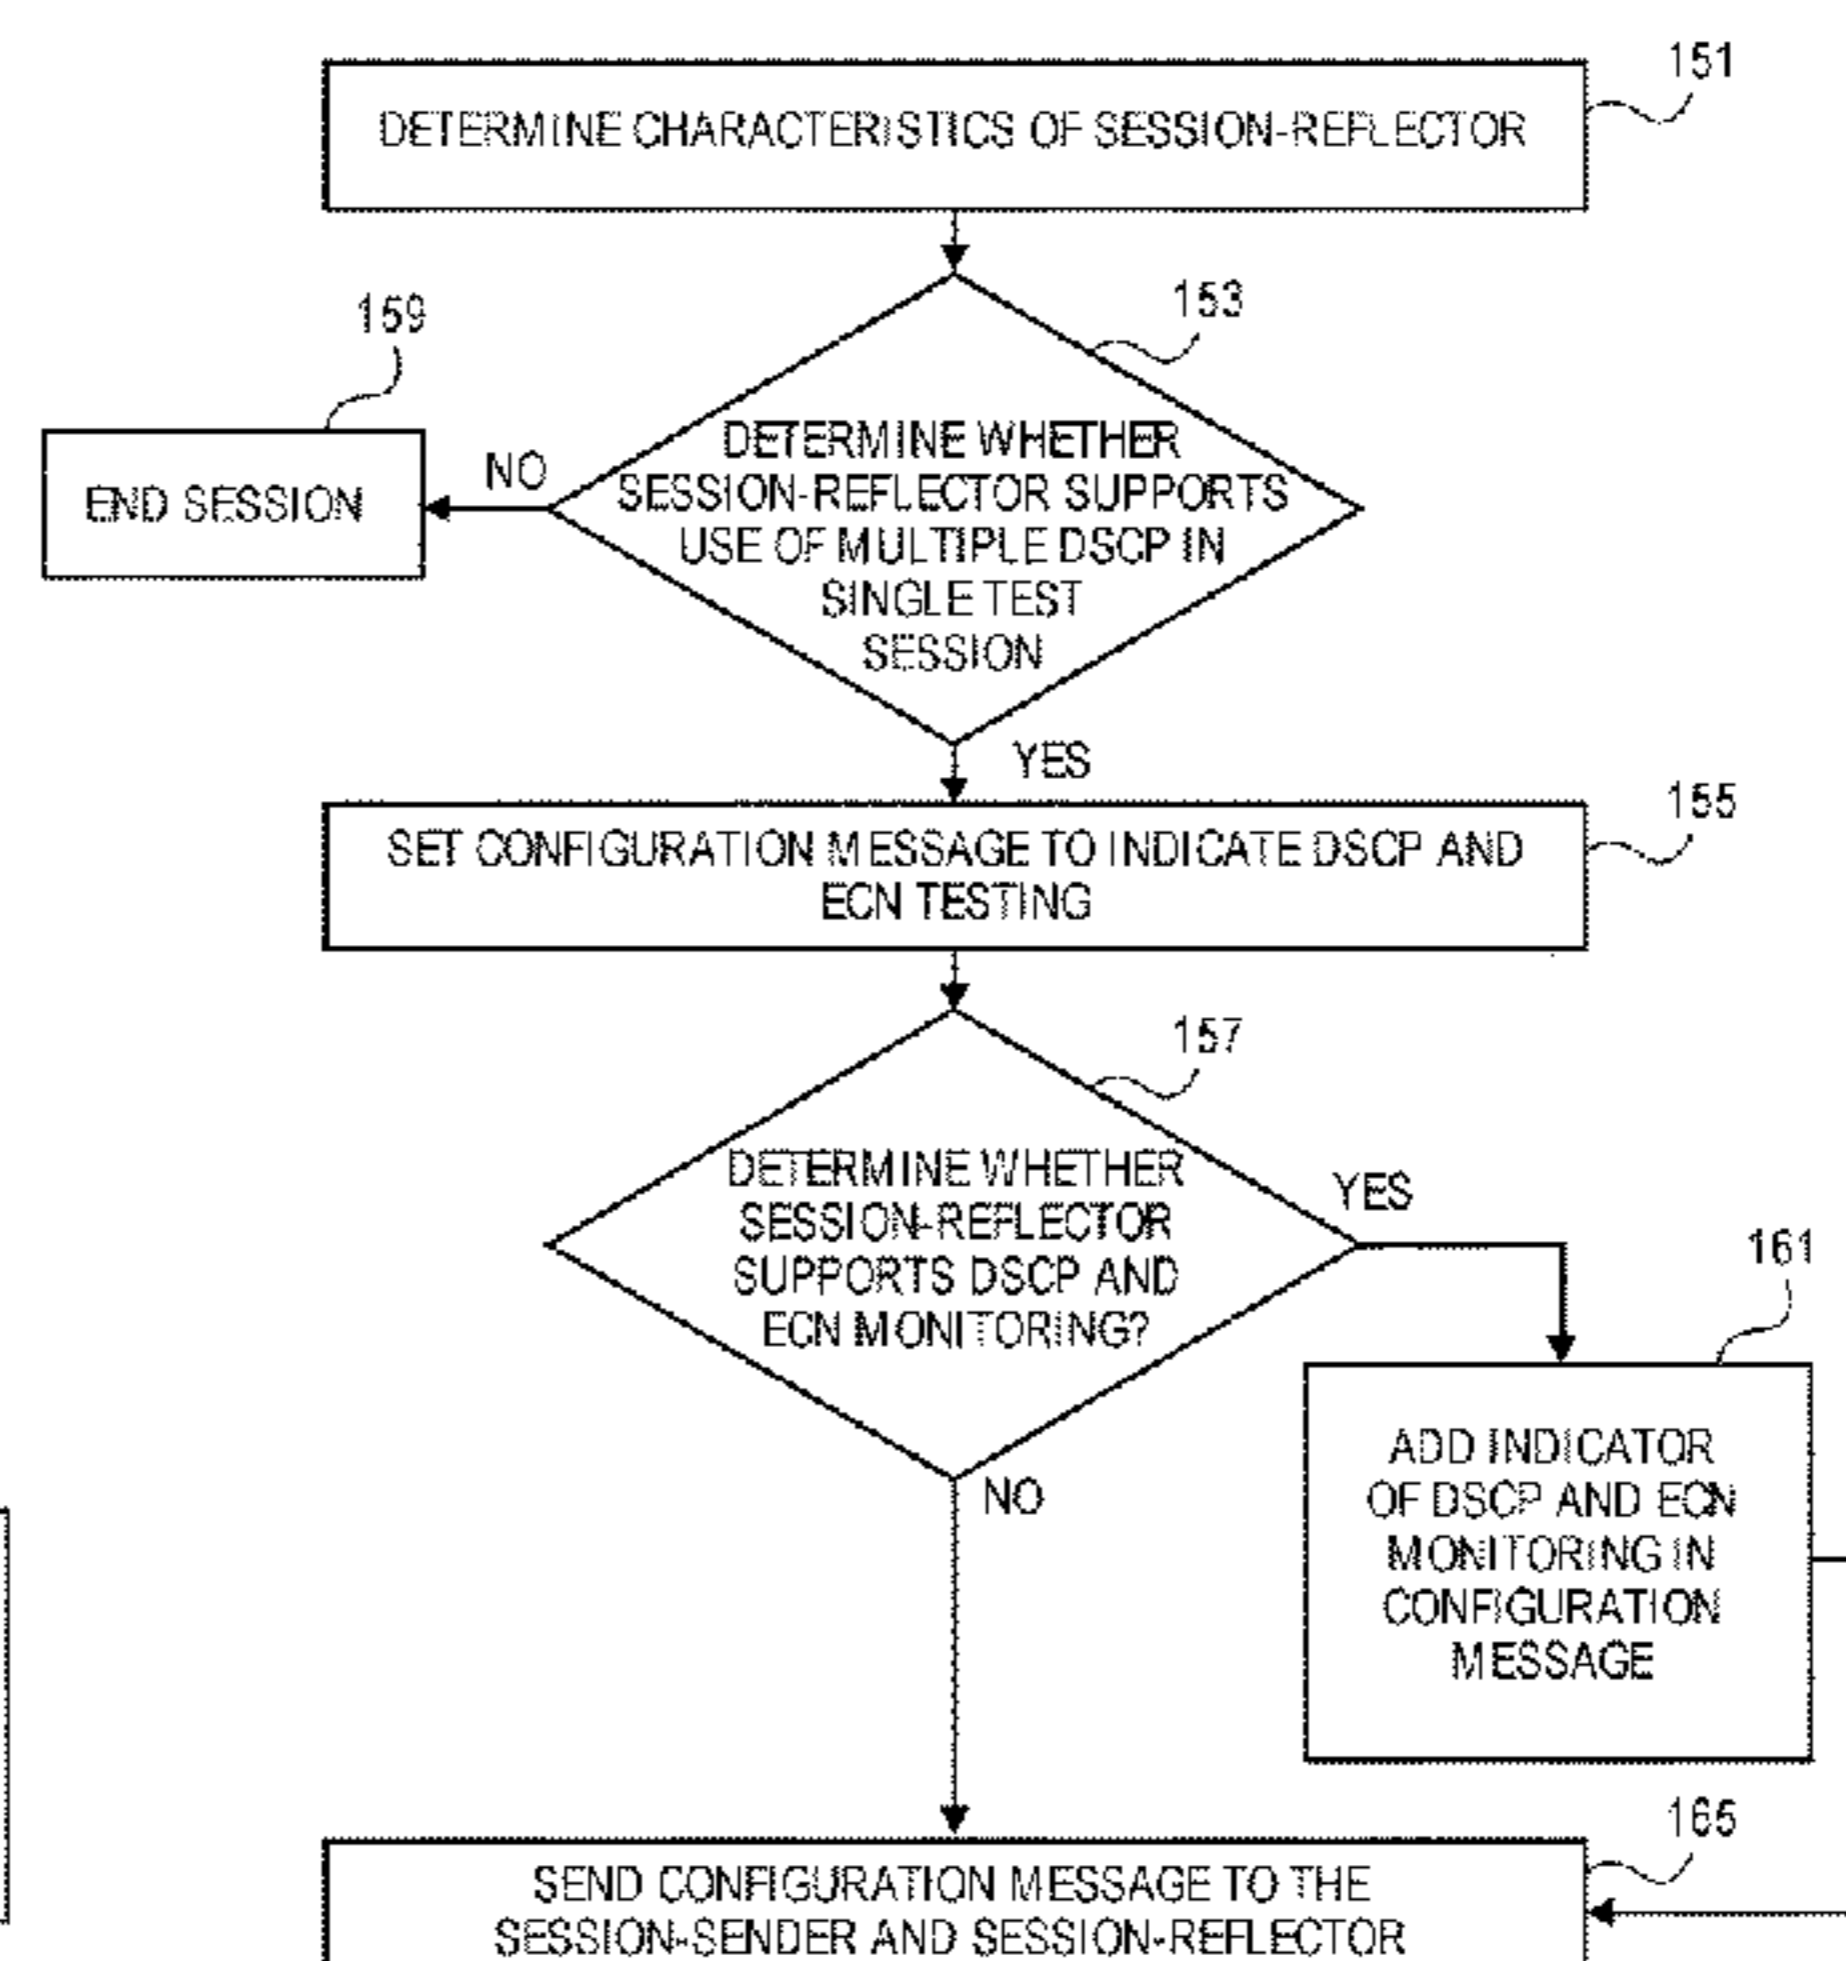 151
DETERMINE CHARACTERISTICS OF SESSION-REFLECTOR
153
159
DETERMINE WHETHER
SESSION-REFLECTOR SUPPORTS
USE OF MULTIPLE DSCP IN
SINGLE TEST
SESSION
NO
END SESSION
YES
155
SET CONFIGURATION MESSAGE TO INDICATE DSCP AND
ECN TESTING
157
DETERMINE WHETHER
SESSION-REFLECTOR
SUPPORTS DSCP AND
ECN MONITORING?
YES
161
NO
ADD INDICATOR
OF DSCP AND ECN
MONITORING IN
CONFIGURATION
MESSAGE
165
SEND CONFIGURATION MESSAGE TO THE
SESSION-SENDER AND SESSION-REFLECTOR